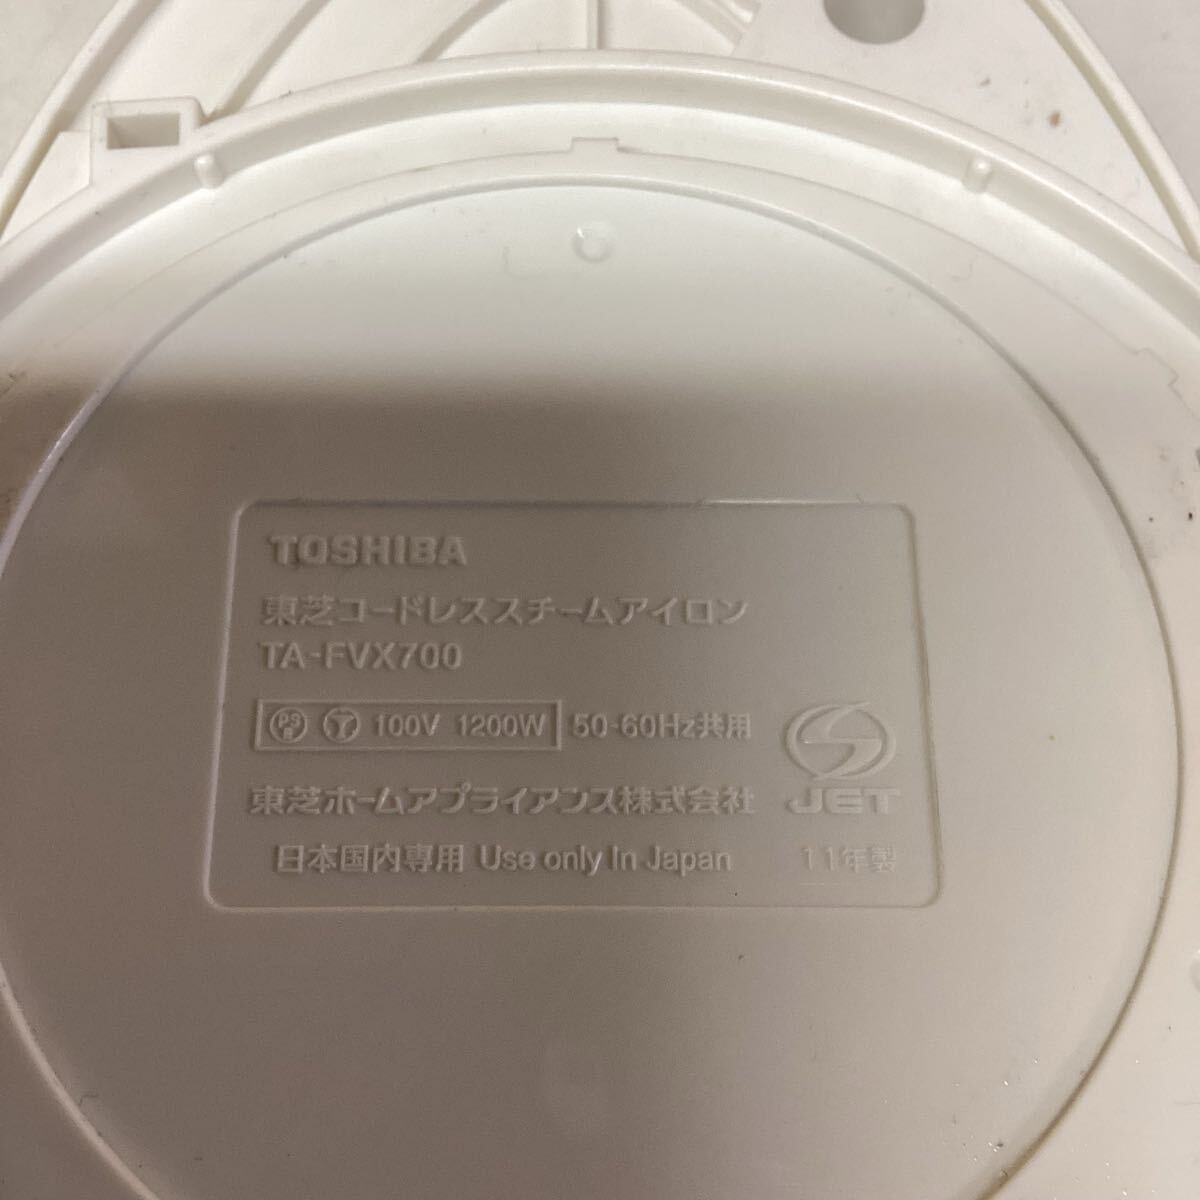 TOSHIBA
東芝コードレススチームアイロン
TA-FVX700
PS E 100V 1200W 50-60Hz共用
JET
東芝ホームアプライアンス株式会社
日本国内専用 Use only In Japan 11年製